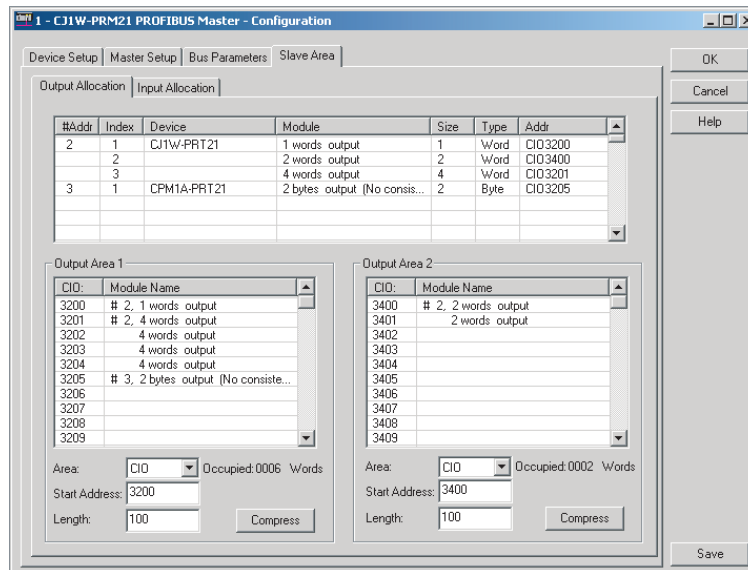 1 - CJ1W-PRM21 PROFIBUS Master - Configuration
Device Setup Master Setup Bus Parameters Slave Area
OK
Cancel
Help
Output Allocation Input Allocation
#Addr Index Device Module Size Type Addr
2 1 CJ1W-PRT21 1 words output 1 Word CIO3200
2 2 words output 2 Word CIO3400
3 4 words output 4 Word CIO3201
3 1 CPM1A-PRT21 2 bytes output (No consis... 2 Byte CIO3205
Output Area 1
CIO: Module Name
3200 # 2, 1 words output
3201 # 2, 4 words output
3202 4 words output
3203 4 words output
3204 4 words output
3205 # 3, 2 bytes output (No consiste...
3206
3207
3208
3209
Area: CIO Occupied:0006 Words
Start Address: 3200
Length: 100 Compress
Output Area 2
CIO: Module Name
3400 # 2, 2 words output
3401 2 words output
3402
3403
3404
3405
3406
3407
3408
3409
Area: CIO Occupied:0002 Words
Start Address: 3400
Length: 100 Compress
Save